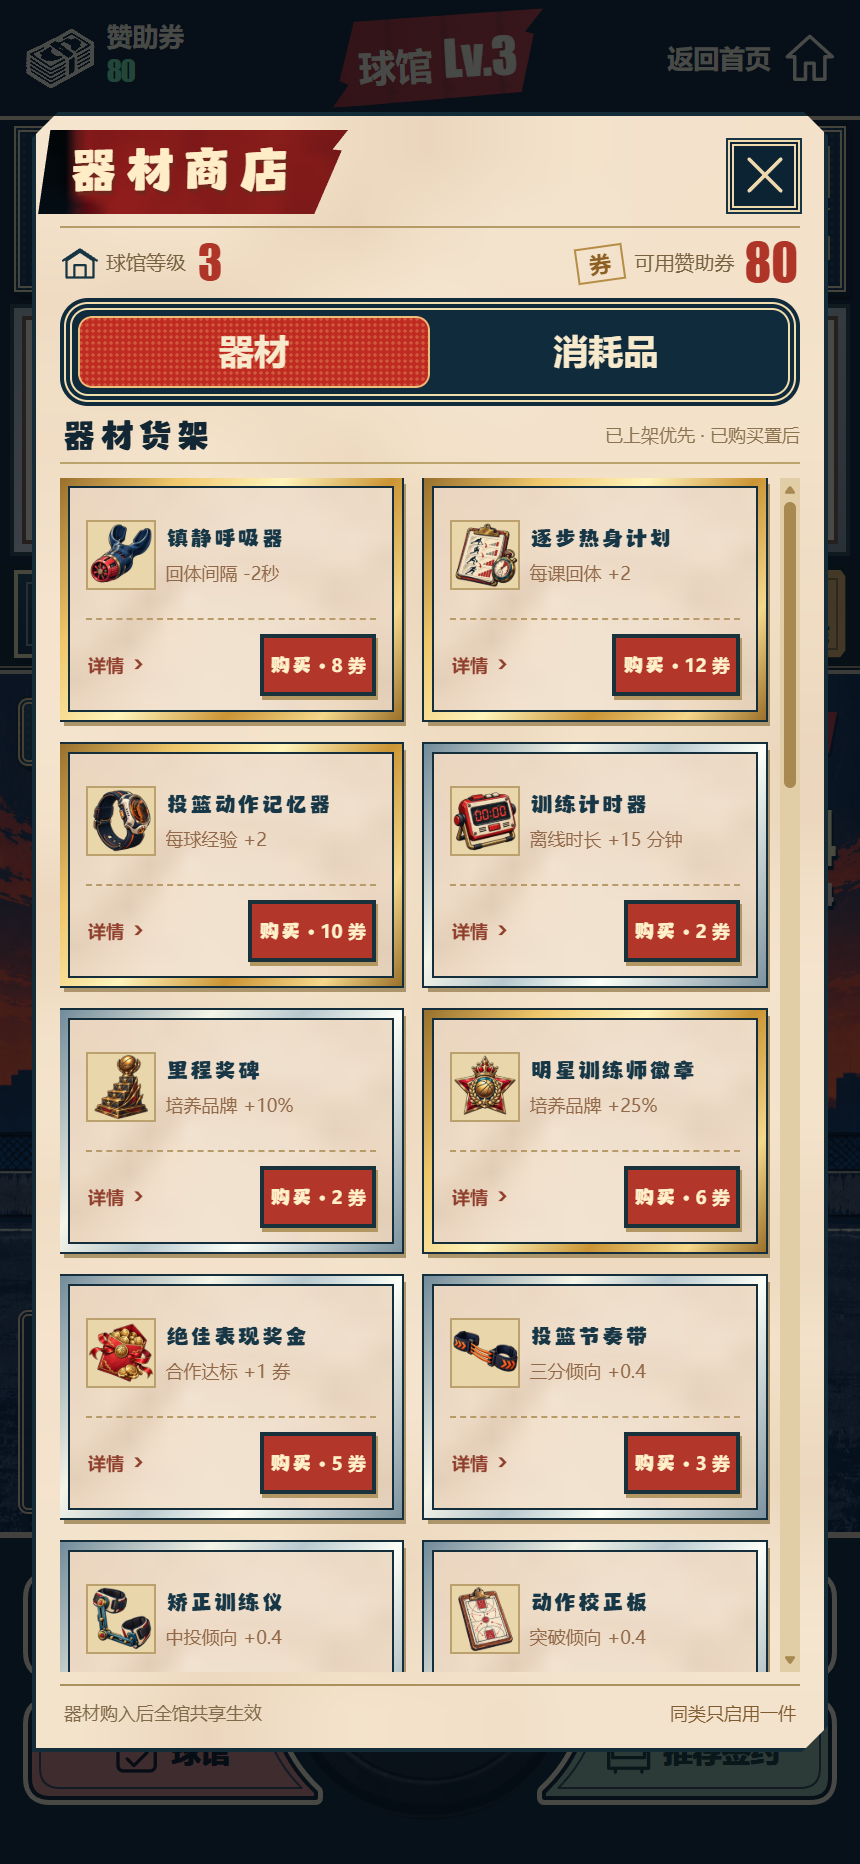 赞助券
80
球馆 Lv.3
返回首页
器材商店
球馆等级 3
券 可用赞助券 80
器材
消耗品
器材货架
已上架优先 · 已购买置后
镇静呼吸器
回体间隔 -2秒
详情 ›
购买 · 8 券
逐步热身计划
每课回体 +2
详情 ›
购买 · 12 券
投篮动作记忆器
每球经验 +2
详情 ›
购买 · 10 券
训练计时器
离线时长 +15 分钟
详情 ›
购买 · 2 券
里程奖碑
培养品牌 +10%
详情 ›
购买 · 2 券
明星训练师徽章
培养品牌 +25%
详情 ›
购买 · 6 券
绝佳表现奖金
合作达标 +1 券
详情 ›
购买 · 5 券
投篮节奏带
三分倾向 +0.4
详情 ›
购买 · 3 券
矫正训练仪
中投倾向 +0.4
动作校正板
突破倾向 +0.4
器材购入后全馆共享生效
同类只启用一件
球馆
推荐签约